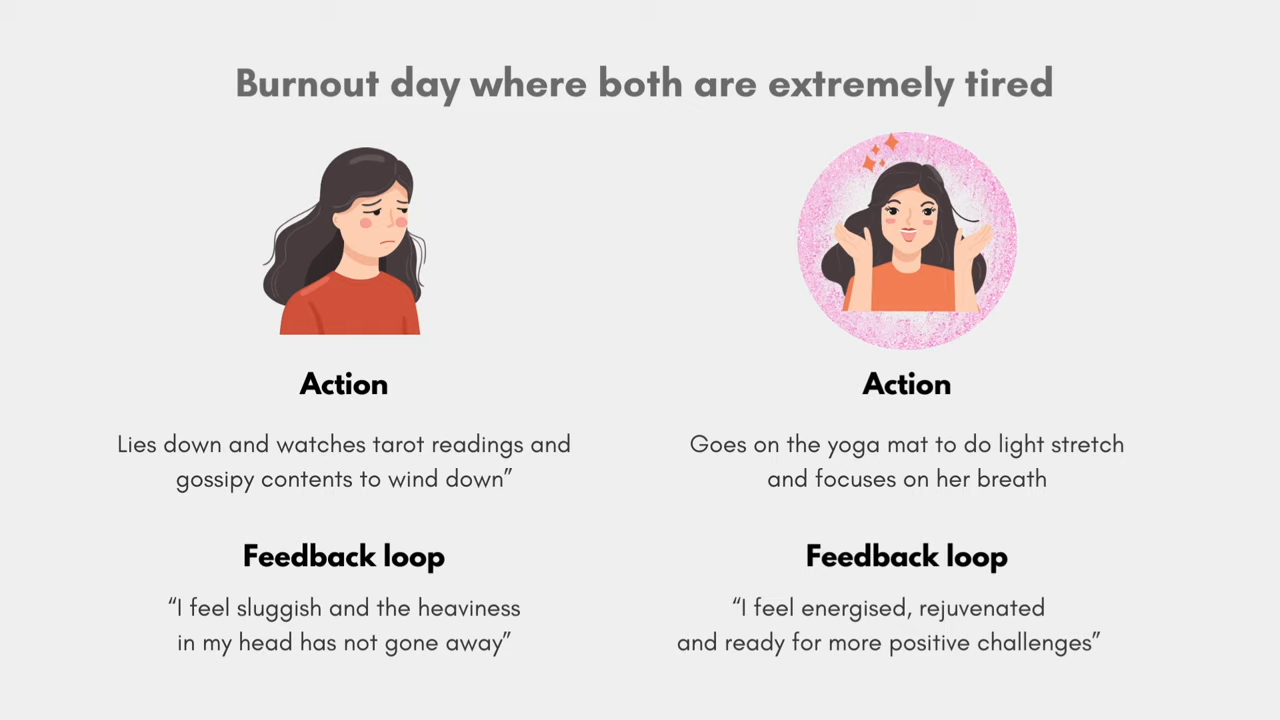 Burnout day where both are extremely tired
Action
Lies down and watches tarot readings and
gossipy contents to wind down”
Feedback loop
“I feel sluggish and the heaviness
in my head has not gone away”
Action
Goes on the yoga mat to do light stretch
and focuses on her breath
Feedback loop
“I feel energised, rejuvenated
and ready for more positive challenges”